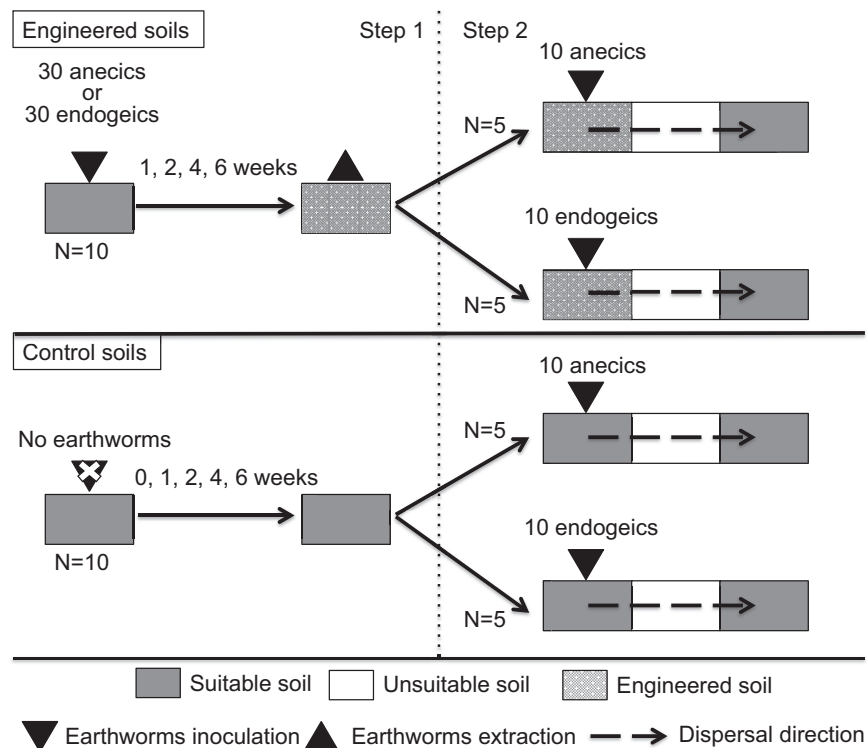 Engineered soils
Step 1
Step 2
30 anecics
or
30 endogeics
1, 2, 4, 6 weeks
N=10
10 anecics
N=5
10 endogeics
N=5
Control soils
No earthworms
0, 1, 2, 4, 6 weeks
N=10
10 anecics
N=5
10 endogeics
N=5
Suitable soil
Unsuitable soil
Engineered soil
Earthworms inoculation
Earthworms extraction
Dispersal direction